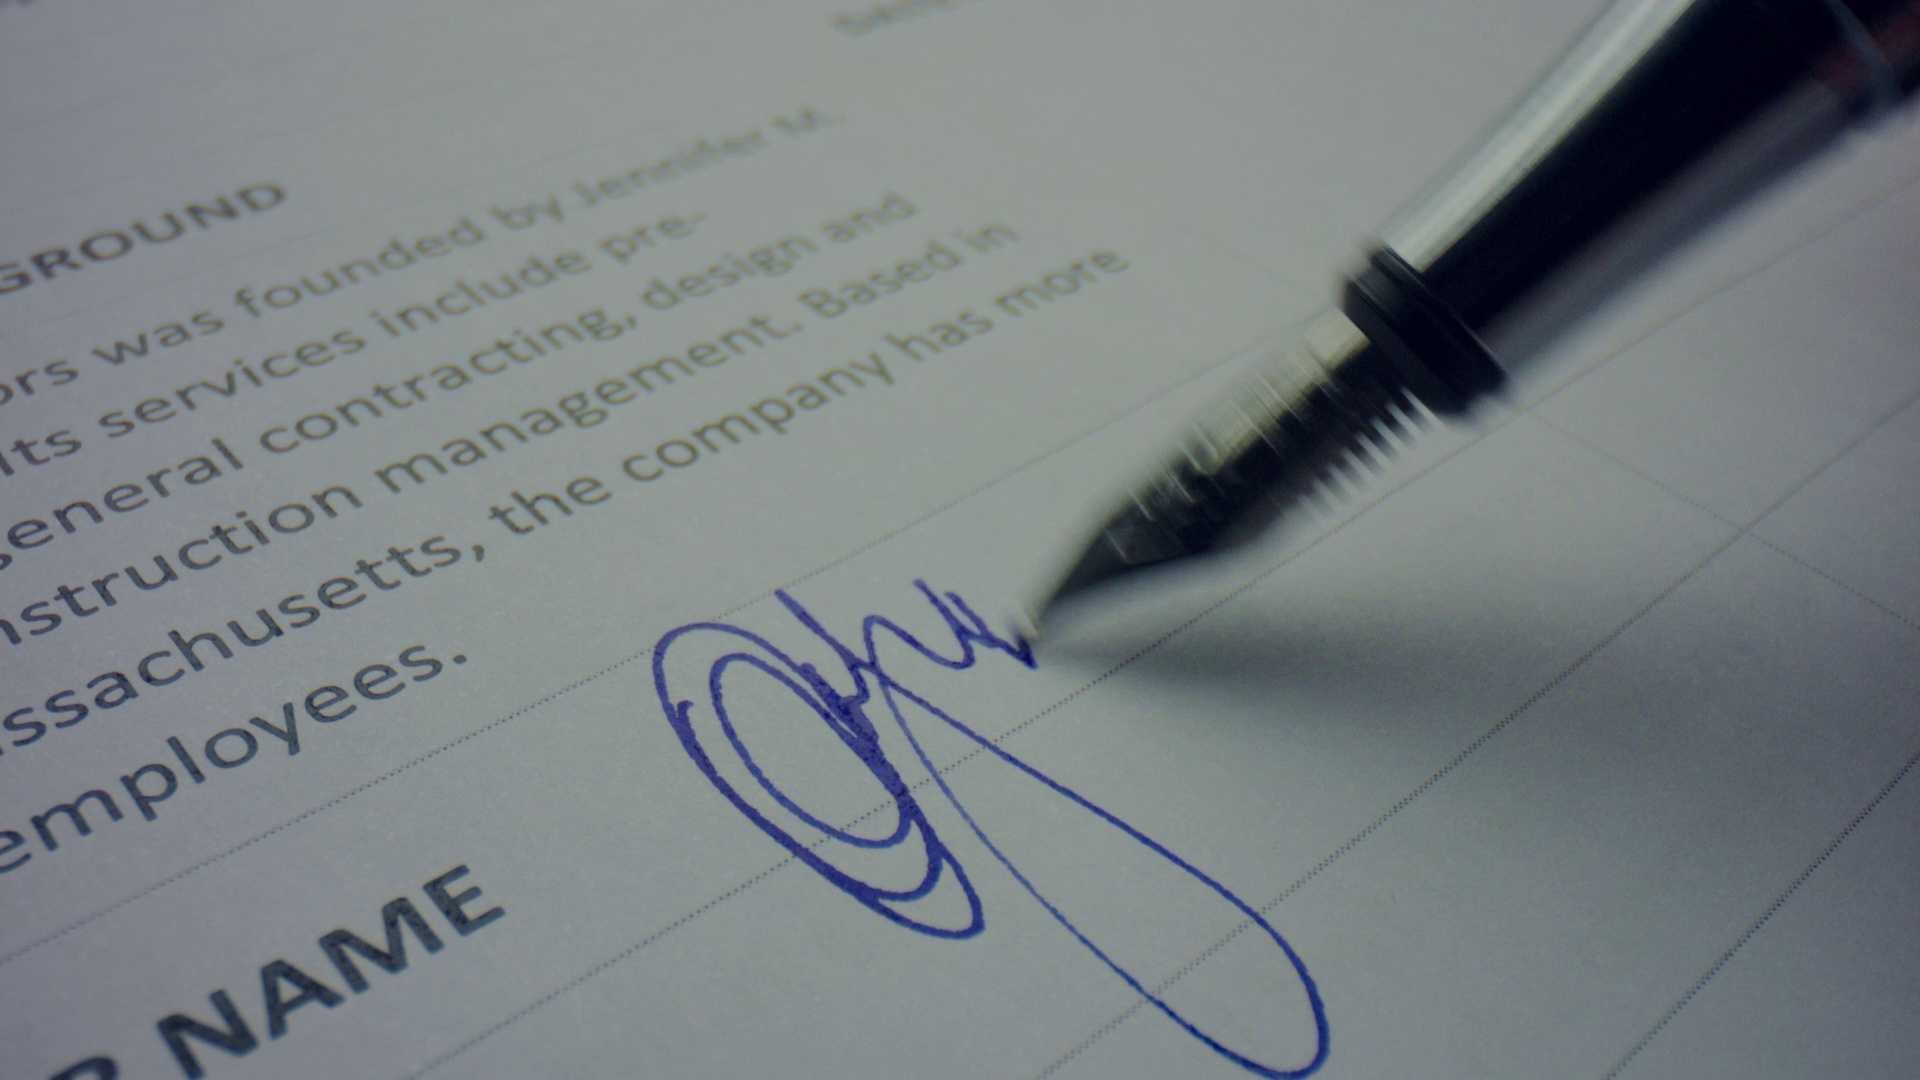 GROUND
ors was founded by Jennifer M.
Its services include pre-
general contracting, design and
nstruction management. Based in
ssachusetts, the company has more
employees.
R NAME